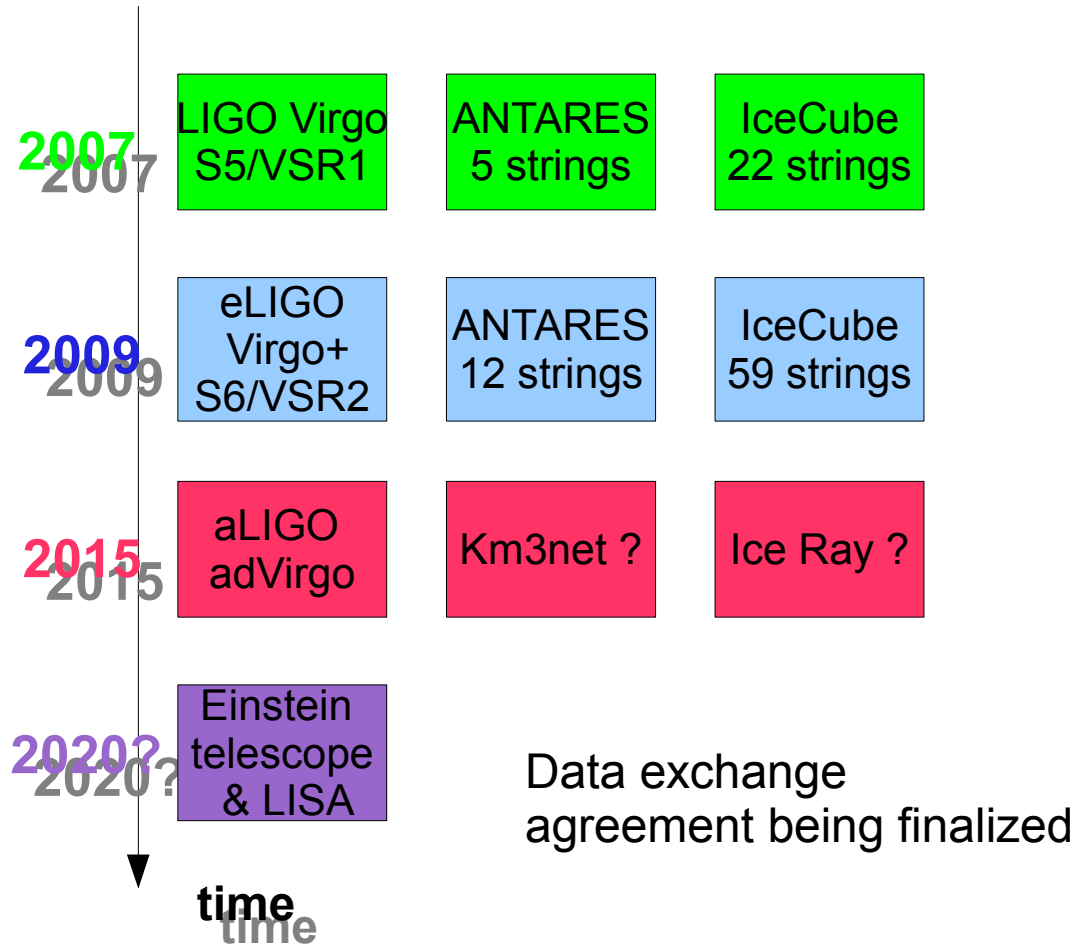 2007
LIGO Virgo
S5/VSR1
ANTARES
5 strings
IceCube
22 strings
2009
eLIGO
Virgo+
S6/VSR2
ANTARES
12 strings
IceCube
59 strings
2015
aLIGO
adVirgo
Km3net ?
Ice Ray ?
2020?
Einstein
telescope
& LISA
Data exchange
agreement being finalized
time